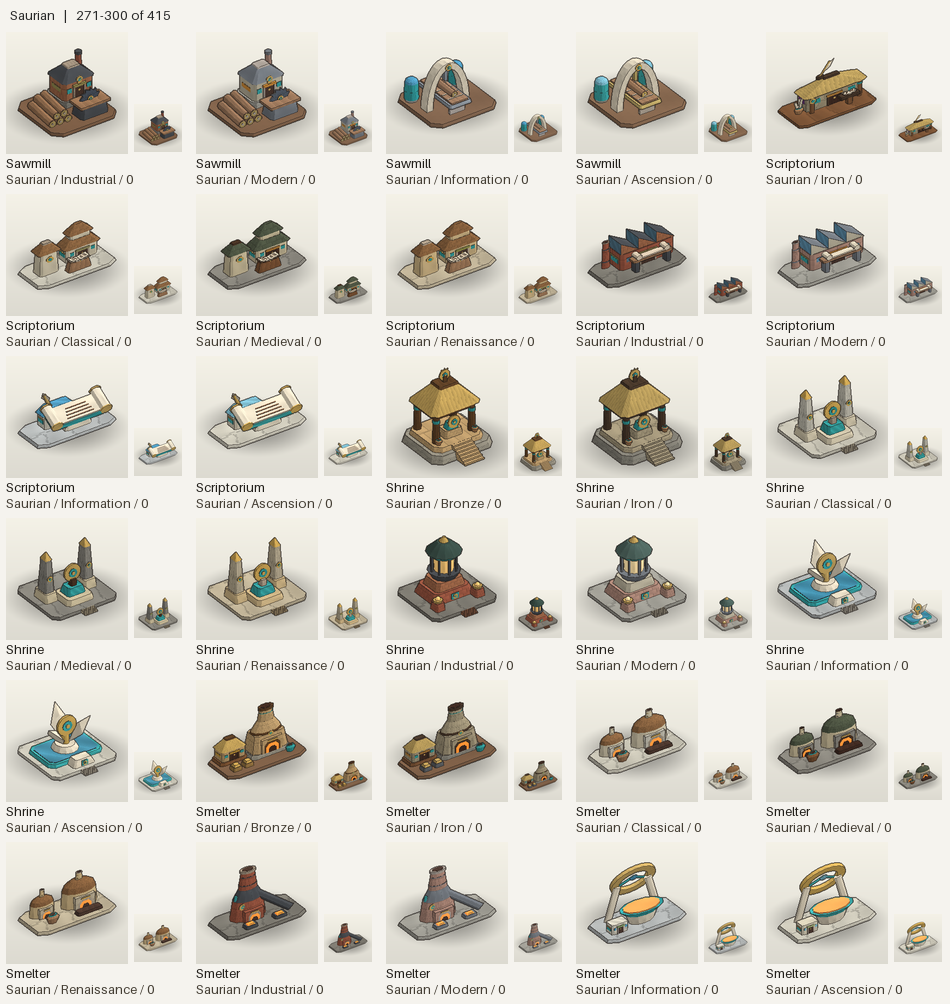 Saurian | 271-300 of 415
Sawmill
Saurian / Industrial / 0
Sawmill
Saurian / Modern / 0
Sawmill
Saurian / Information / 0
Sawmill
Saurian / Ascension / 0
Scriptorium
Saurian / Iron / 0
Scriptorium
Saurian / Classical / 0
Scriptorium
Saurian / Medieval / 0
Scriptorium
Saurian / Renaissance / 0
Scriptorium
Saurian / Industrial / 0
Scriptorium
Saurian / Modern / 0
Scriptorium
Saurian / Information / 0
Scriptorium
Saurian / Ascension / 0
Shrine
Saurian / Bronze / 0
Shrine
Saurian / Iron / 0
Shrine
Saurian / Classical / 0
Shrine
Saurian / Medieval / 0
Shrine
Saurian / Renaissance / 0
Shrine
Saurian / Industrial / 0
Shrine
Saurian / Modern / 0
Shrine
Saurian / Information / 0
Shrine
Saurian / Ascension / 0
Smelter
Saurian / Bronze / 0
Smelter
Saurian / Iron / 0
Smelter
Saurian / Classical / 0
Smelter
Saurian / Medieval / 0
Smelter
Saurian / Renaissance / 0
Smelter
Saurian / Industrial / 0
Smelter
Saurian / Modern / 0
Smelter
Saurian / Information / 0
Smelter
Saurian / Ascension / 0